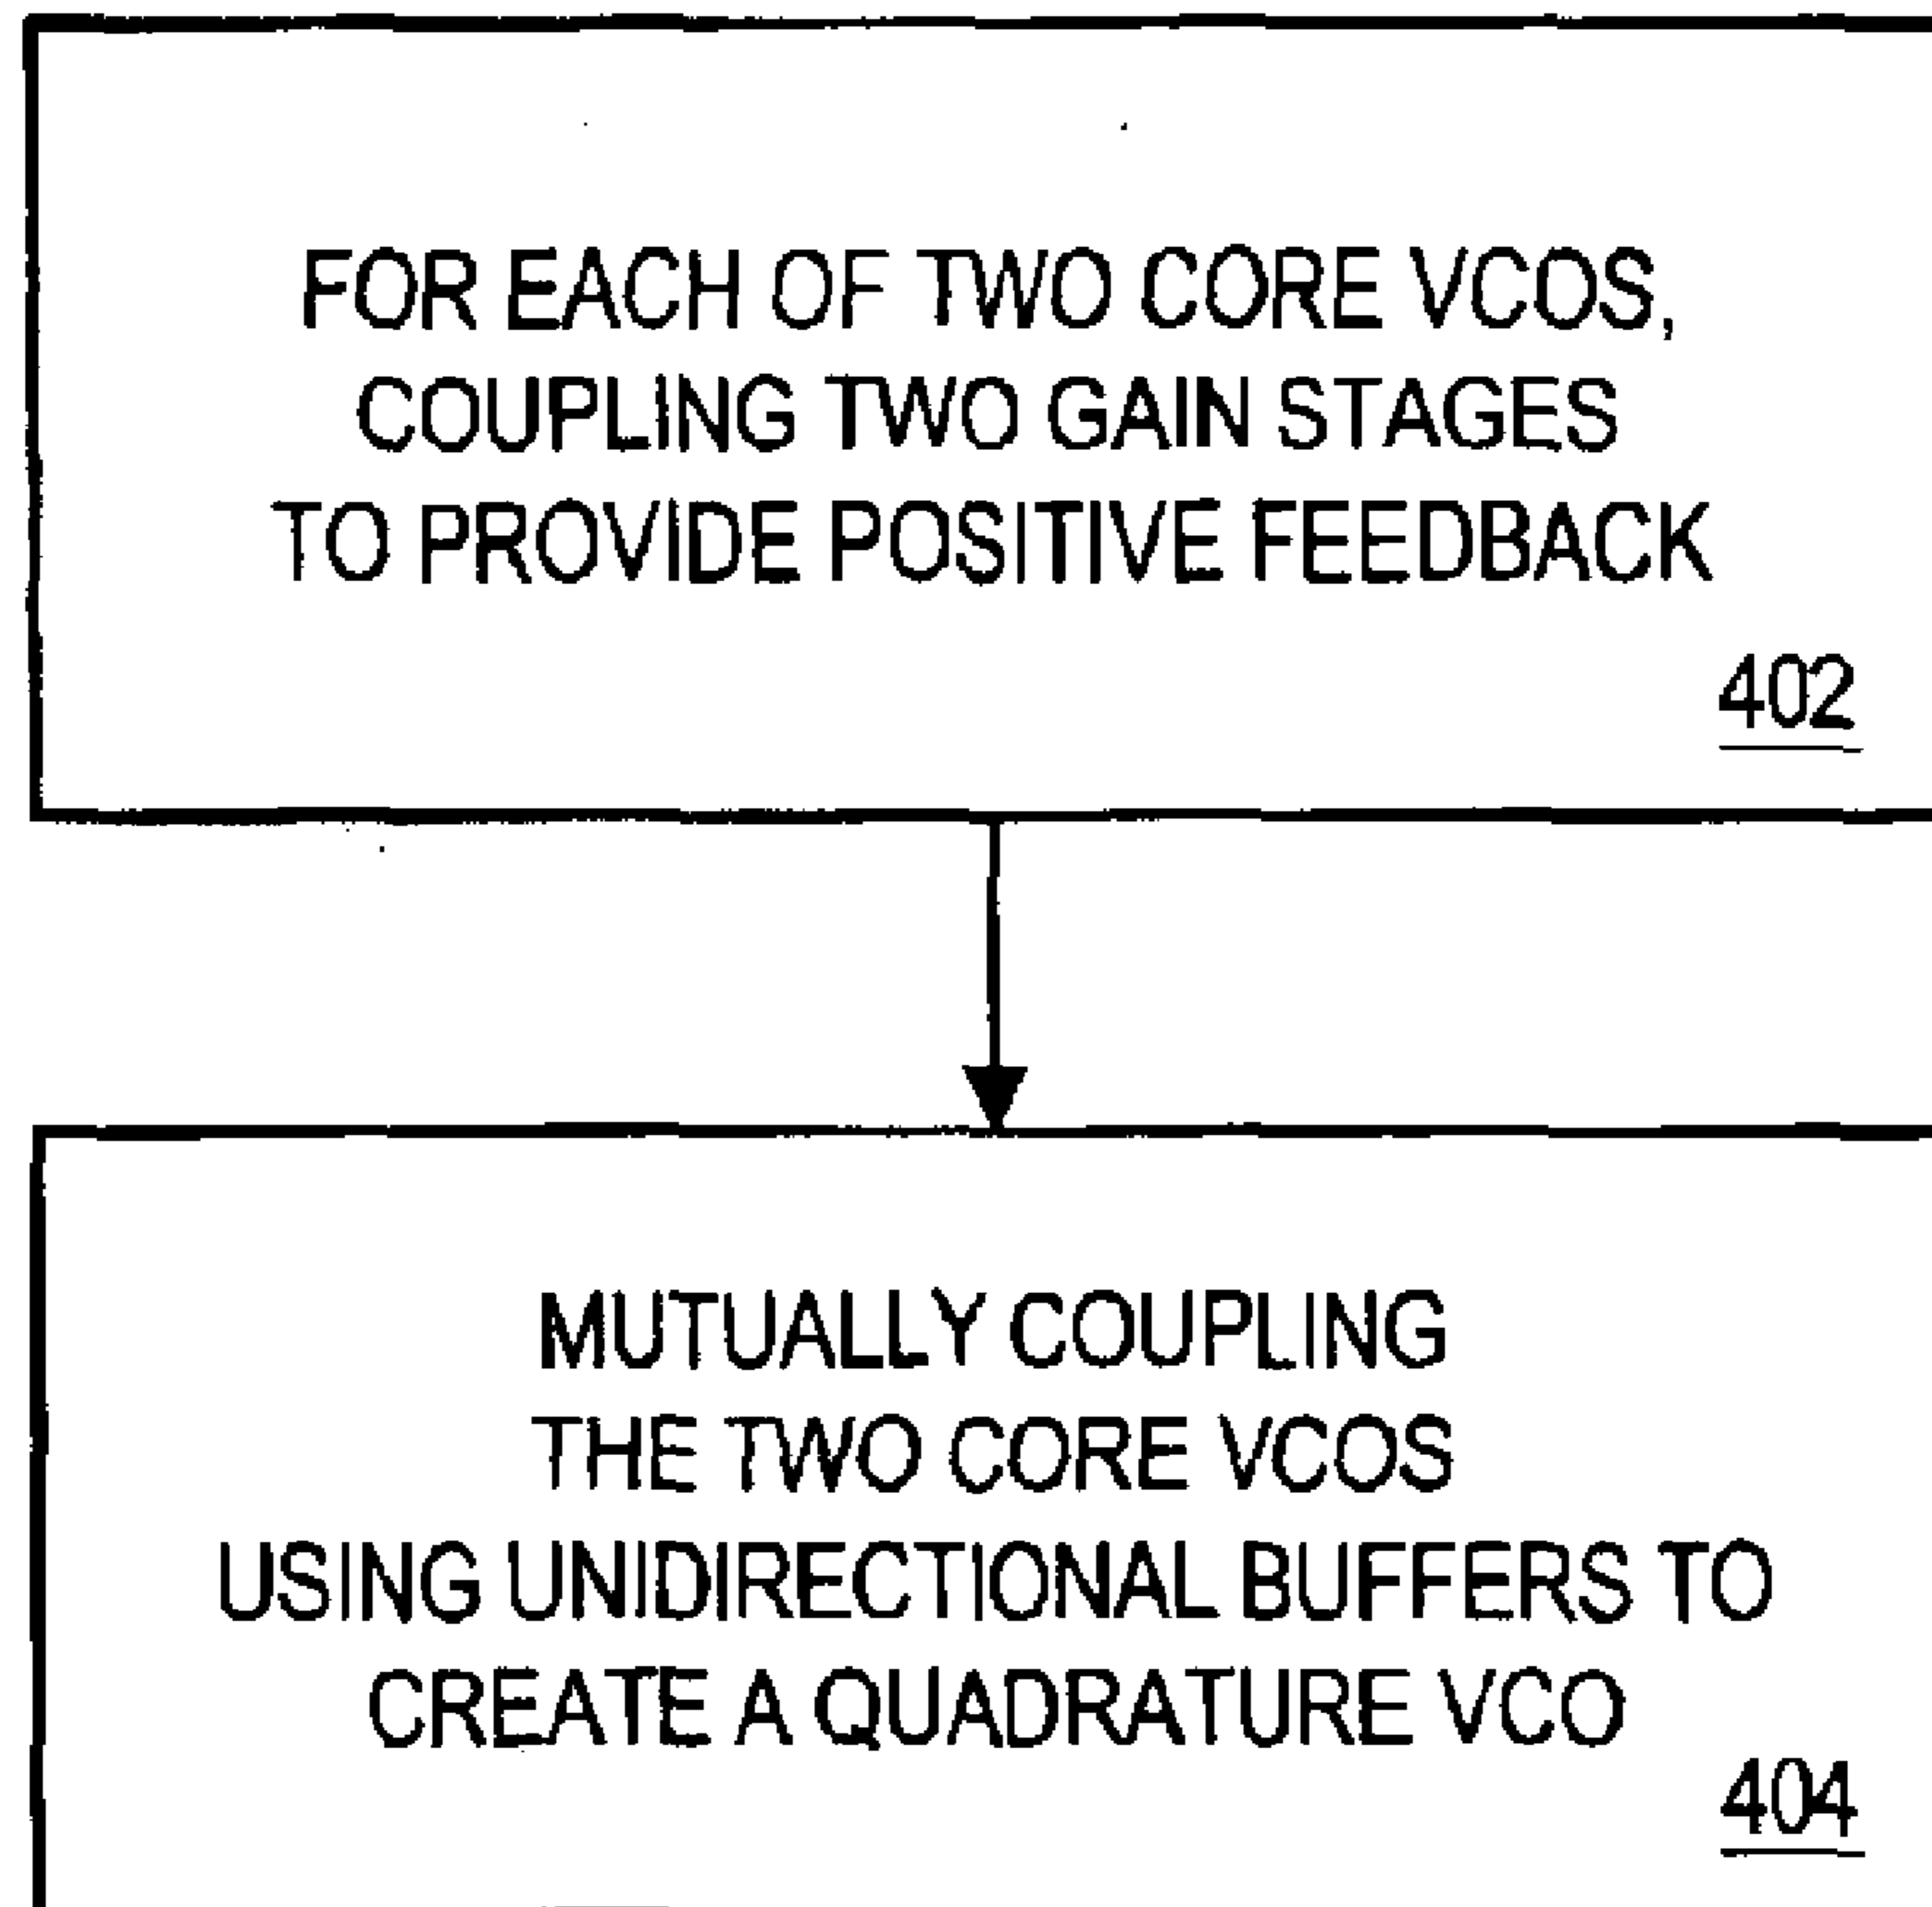 FOR EACH OF TWO CORE VCOS,
COUPLING TWO GAIN STAGES
TO PROVIDE POSITIVE FEEDBACK
402
MUTUALLY COUPLING
THE TWO CORE VCOS
USING UNIDIRECTIONAL BUFFERS TO
CREATE A QUADRATURE VCO
404